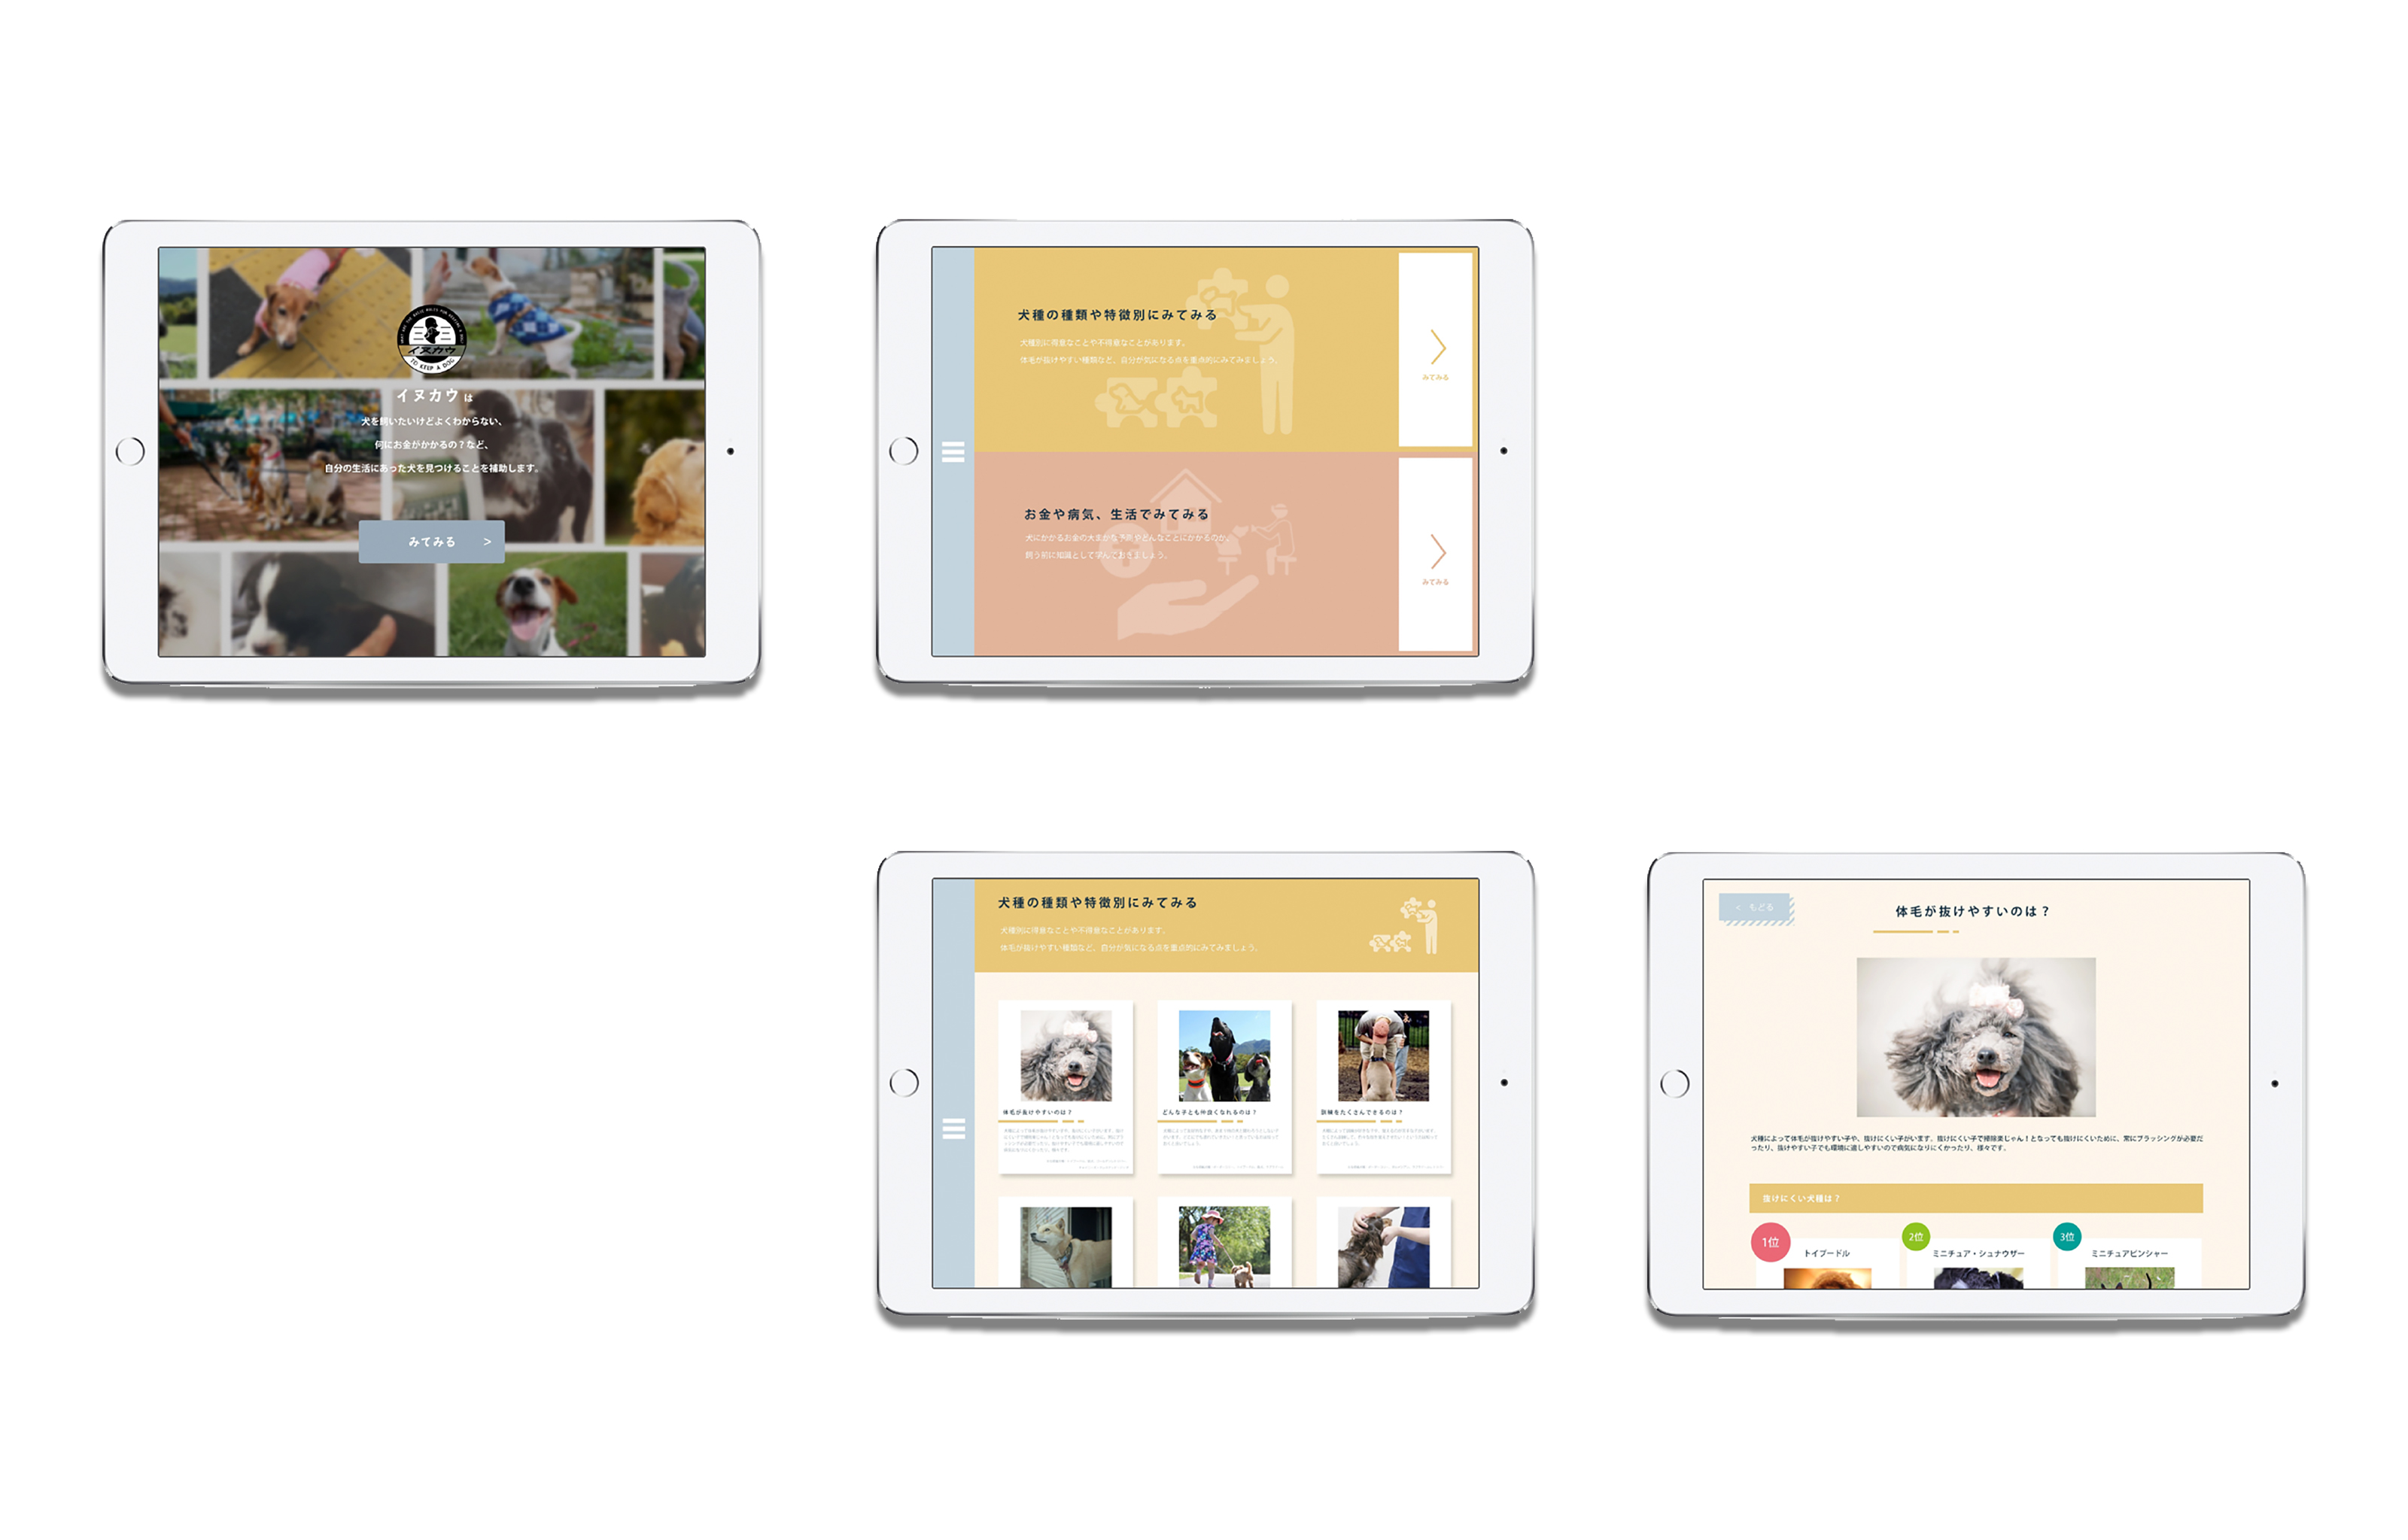 イヌカウ
TO KEEP A DOG
イヌカウ は
犬を飼いたいけどよくわからない、
何にお金がかかるの？など、
自分の生活にあった犬を見つけることを補助します。
みてみる >
犬種の種類や特徴別にみてみる
犬種別に得意なことや不得意なことがあります。
体毛が抜けやすい種類など、自分が気になる点を重点的にみてみましょう。
みてみる
お金や病気、生活でみてみる
犬にかかるお金の大まかな予測やどんなことにかかるのか、
飼う前に知識として学んでおきましょう。
みてみる
犬種の種類や特徴別にみてみる
犬種別に得意なことや不得意なことがあります。
体毛が抜けやすい種類など、自分が気になる点を重点的にみてみましょう。
体毛が抜けやすいのは？
どんな子とも仲良くなれるのは？
訓練をたくさんできるのは？
< もどる
体毛が抜けやすいのは？
犬種によって体毛が抜けやすい子や、抜けにくい子がいます。抜けにくい子で掃除楽じゃん！となっても抜けにくいために、常にブラッシングが必要だ
ったり、抜けやすい子でも環境に適しやすいので病気になりにくかったり、様々です。
抜けにくい犬種は？
1位 トイプードル
2位 ミニチュア・シュナウザー
3位 ミニチュアピンシャー